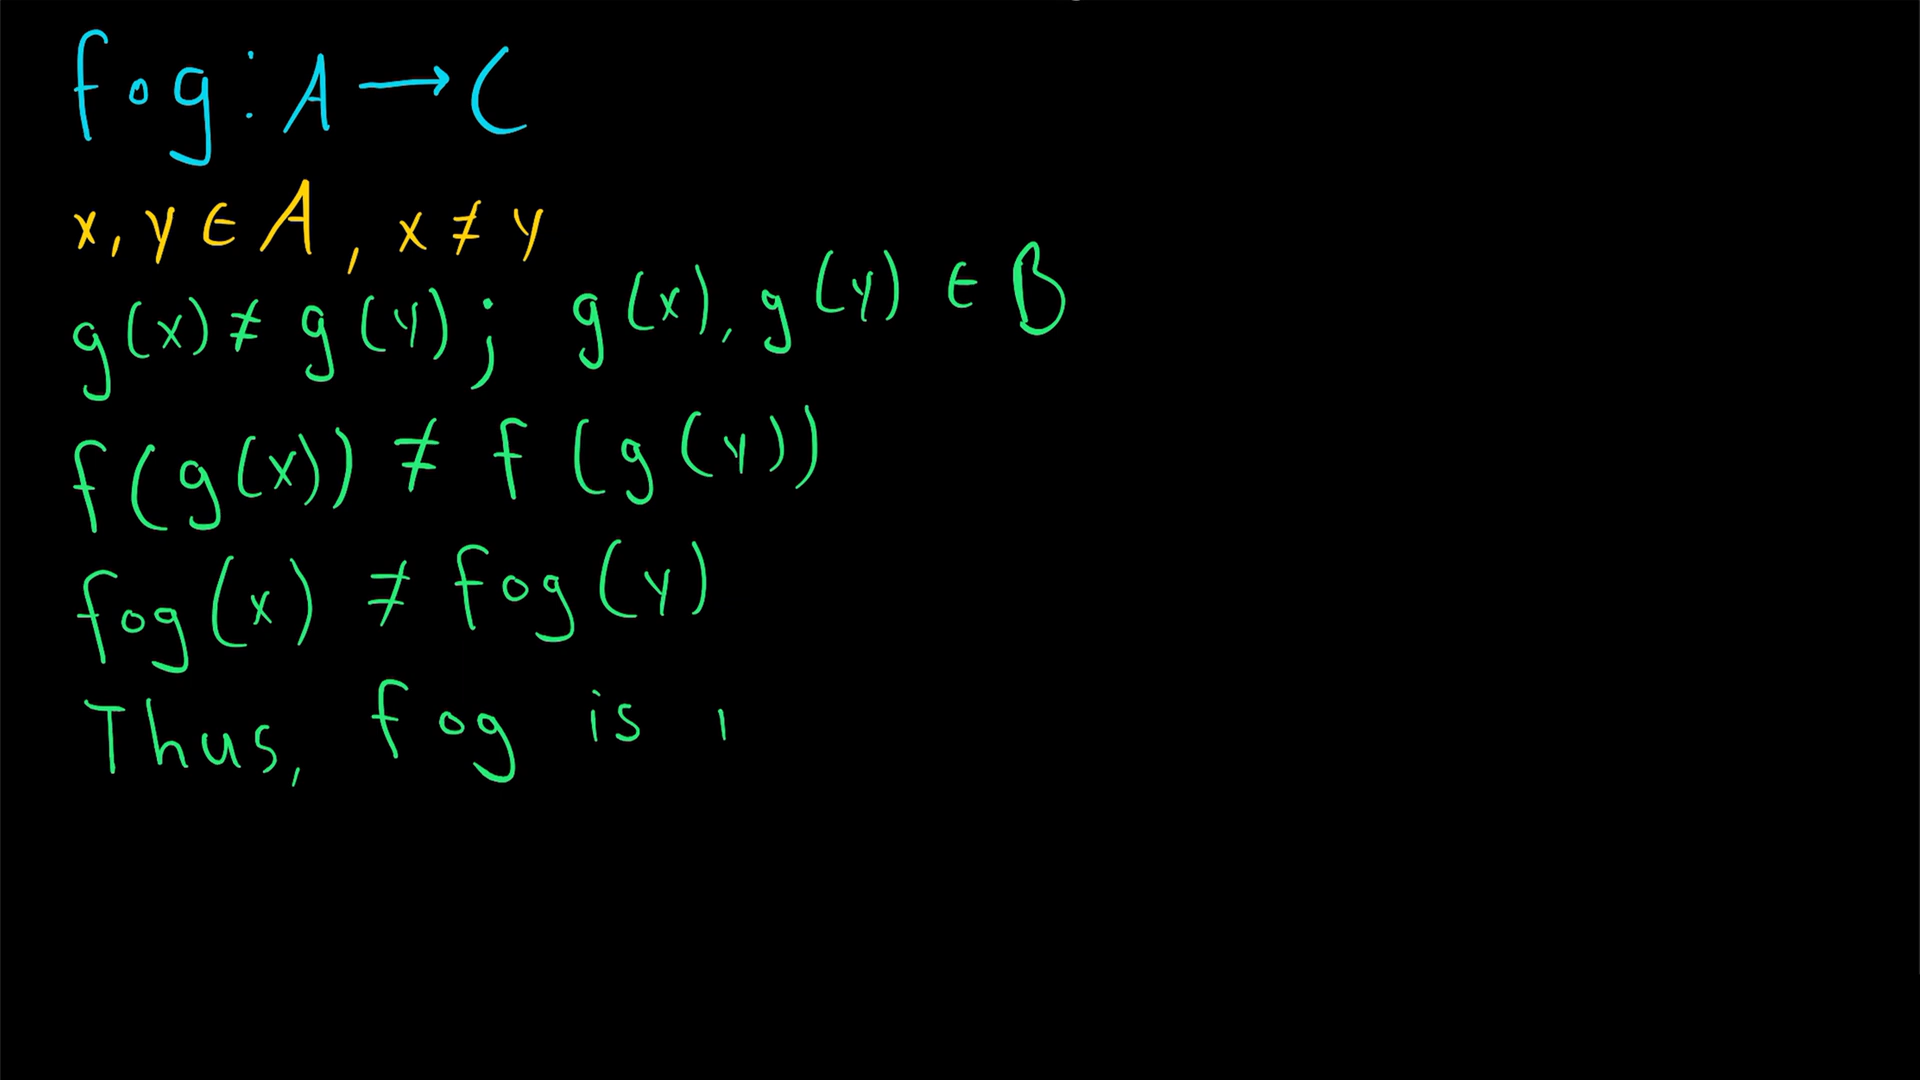 fog: A → C
x, y ∈ A, x ≠ y
g(x) ≠ g(y); g(x), g(y) ∈ B
f(g(x)) ≠ f(g(y))
fog(x) ≠ fog(y)
Thus, fog is